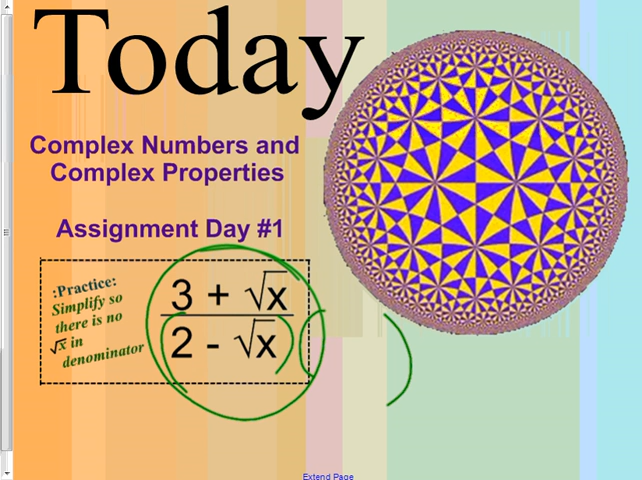 Today
Complex Numbers and
Complex Properties
Assignment Day #1
:Practice:
Simplify so
there is no
√x in
denominator
3 + √x
2 - √x
Extend Page